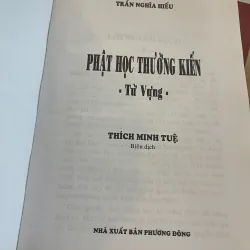 TRẦN NGHĨA HIẾU
PHẬT HỌC THƯỜNG KIẾN
- Từ Vựng -
THÍCH MINH TUỆ
Biên dịch
NHÀ XUẤT BẢN PHƯƠNG ĐÔNG